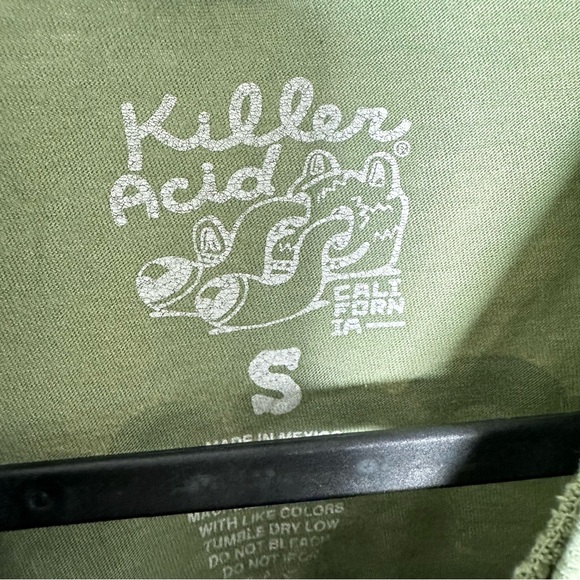 Killer
Acid
®
CALI
FORN
IA
S
MADE IN MEXICO
WITH LIKE COLORS
TUMBLE DRY LOW
DO NOT BLEACH
DO NOT